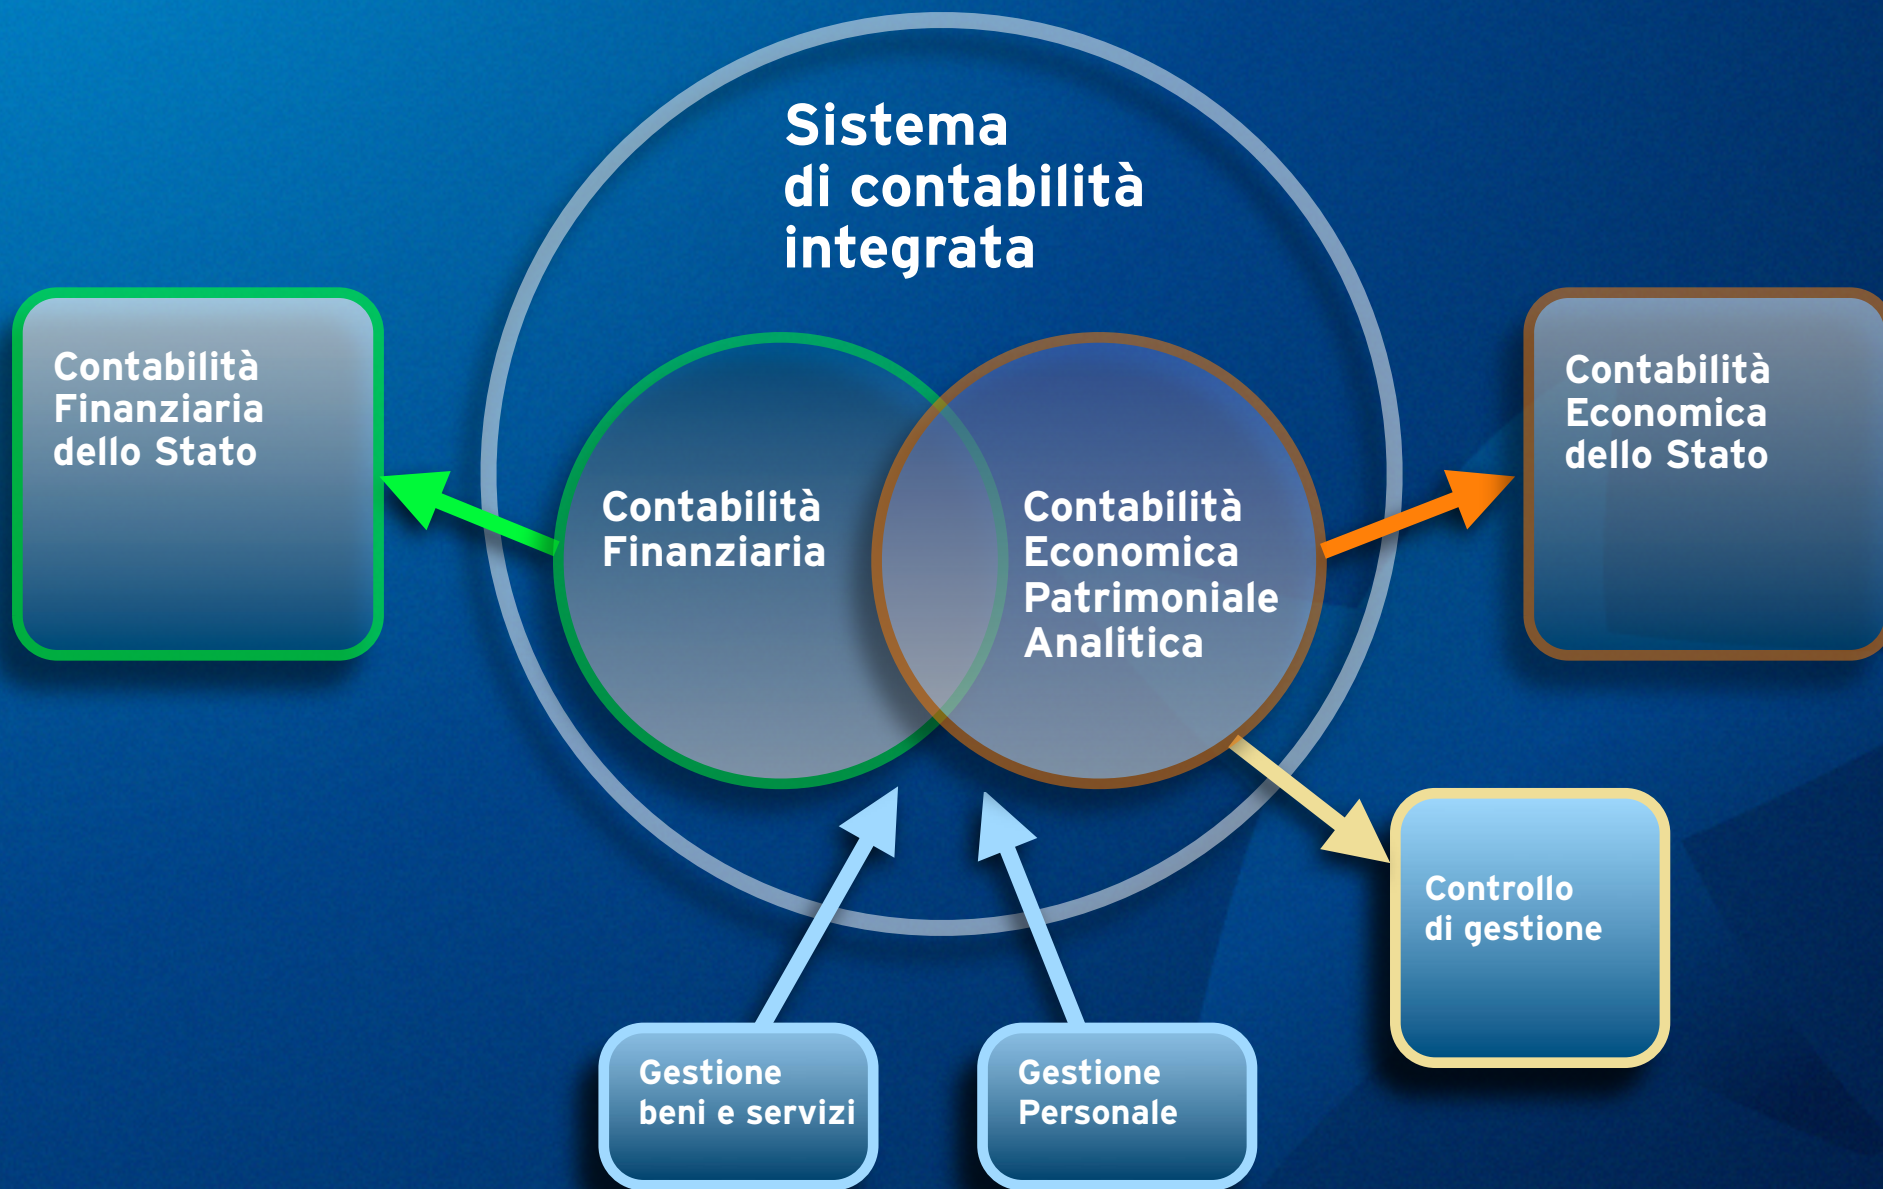 Sistema
di contabilità
integrata
Contabilità
Finanziaria
dello Stato
Contabilità
Economica
dello Stato
Contabilità
Finanziaria
Contabilità
Economica
Patrimoniale
Analitica
Controllo
di gestione
Gestione
beni e servizi
Gestione
Personale